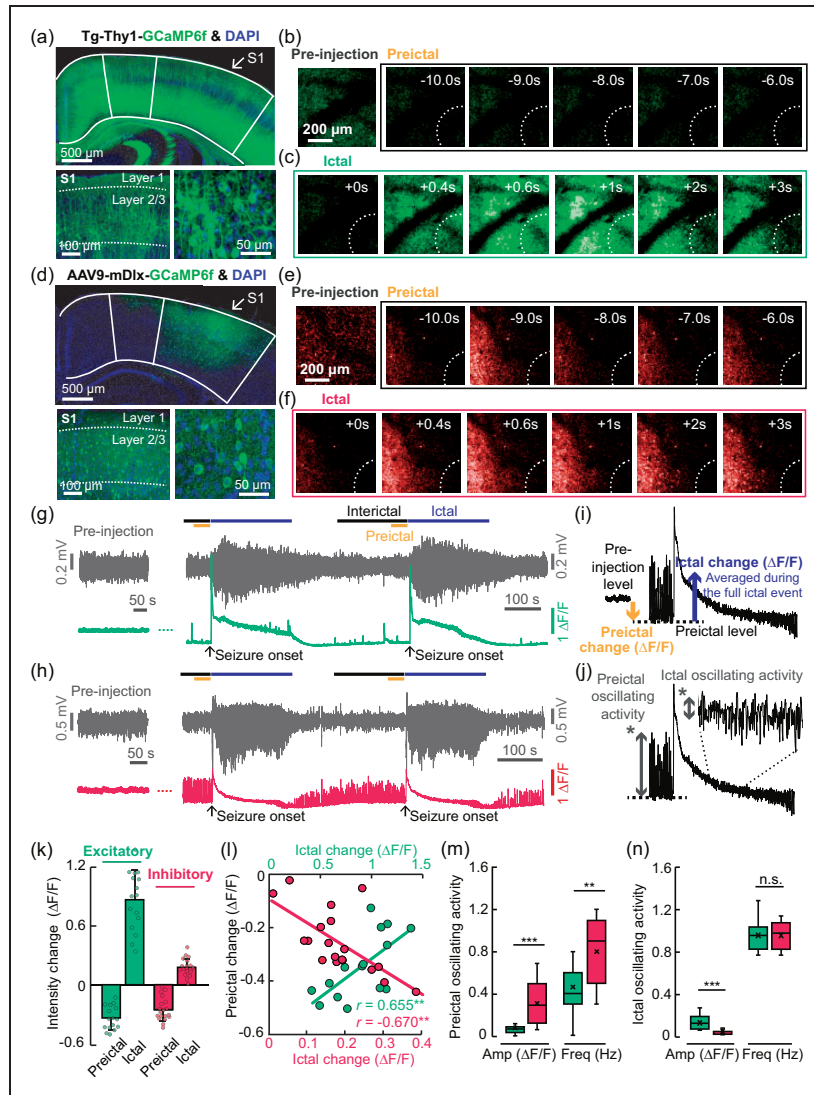 (a) Tg-Thy1-GCaMP6f & DAPI
S1
500 µm
S1 Layer 1
Layer 2/3
100 µm
50 µm
(b)
Pre-injection Preictal
-10.0s -9.0s -8.0s -7.0s -6.0s
200 µm
(c) Ictal
+0s +0.4s +0.6s +1s +2s +3s
(d) AAV9-mDlx-GCaMP6f & DAPI
S1
500 µm
S1 Layer 1
Layer 2/3
100 µm
50 µm
(e)
Pre-injection Preictal
-10.0s -9.0s -8.0s -7.0s -6.0s
200 µm
(f) Ictal
+0s +0.4s +0.6s +1s +2s +3s
(g)
Interictal Ictal
Pre-injection
Preictal
0.2 mV
0.2 mV
50 s
100 s
1 ΔF/F
Seizure onset
Seizure onset
(h)
Pre-injection
0.5 mV
0.5 mV
50 s
100 s
1 ΔF/F
Seizure onset
Seizure onset
(i)
Pre-
injection
level
Ictal change (ΔF/F)
Averaged during
the full ictal event
Preictal
change (ΔF/F)
Preictal level
(j)
Preictal
oscillating
activity
Ictal oscillating activity
*
*
(k)
Excitatory
Inhibitory
Intensity change (ΔF/F)
1.2
0.6
0
-0.6
Preictal
Ictal
Preictal
Ictal
(l)
Ictal change (ΔF/F)
0 0.5 1 1.5
Preictal change (ΔF/F)
0
-0.2
-0.4
-0.6
r = 0.655**
r = -0.670**
0 0.1 0.2 0.3 0.4
Ictal change (ΔF/F)
(m)
Preictal oscillating activity
1.6
1.2
0.8
0.4
0
***
**
Amp (ΔF/F) Freq (Hz)
(n)
Ictal oscillating activity
1.6
1.2
0.8
0.4
0
***
n.s.
Amp (ΔF/F) Freq (Hz)